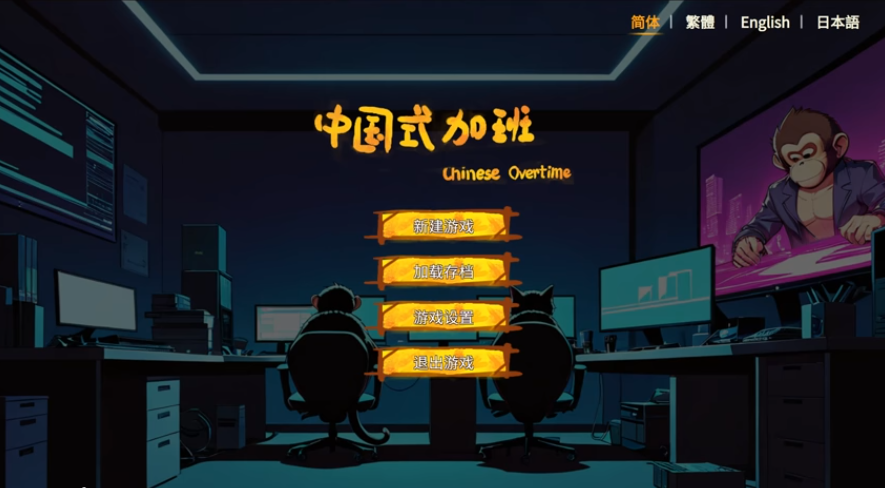 简体 | 繁體 | English | 日本語
中国式加班
Chinese Overtime
新建游戏
加载存档
游戏设置
退出游戏